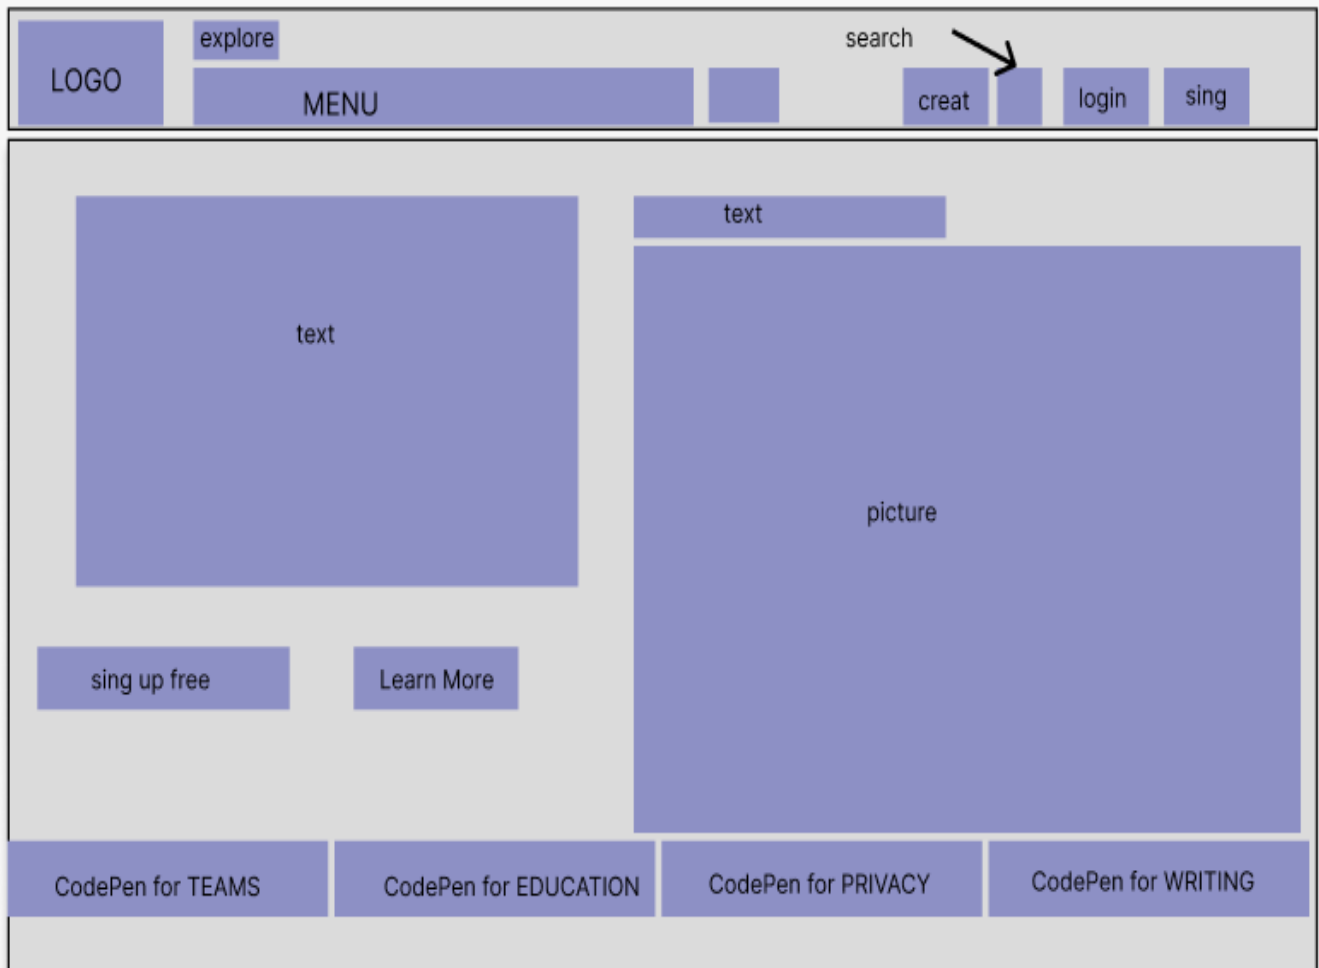 explore
search
LOGO
MENU
creat
login
sing
text
text
picture
sing up free
Learn More
CodePen for TEAMS
CodePen for EDUCATION
CodePen for PRIVACY
CodePen for WRITING